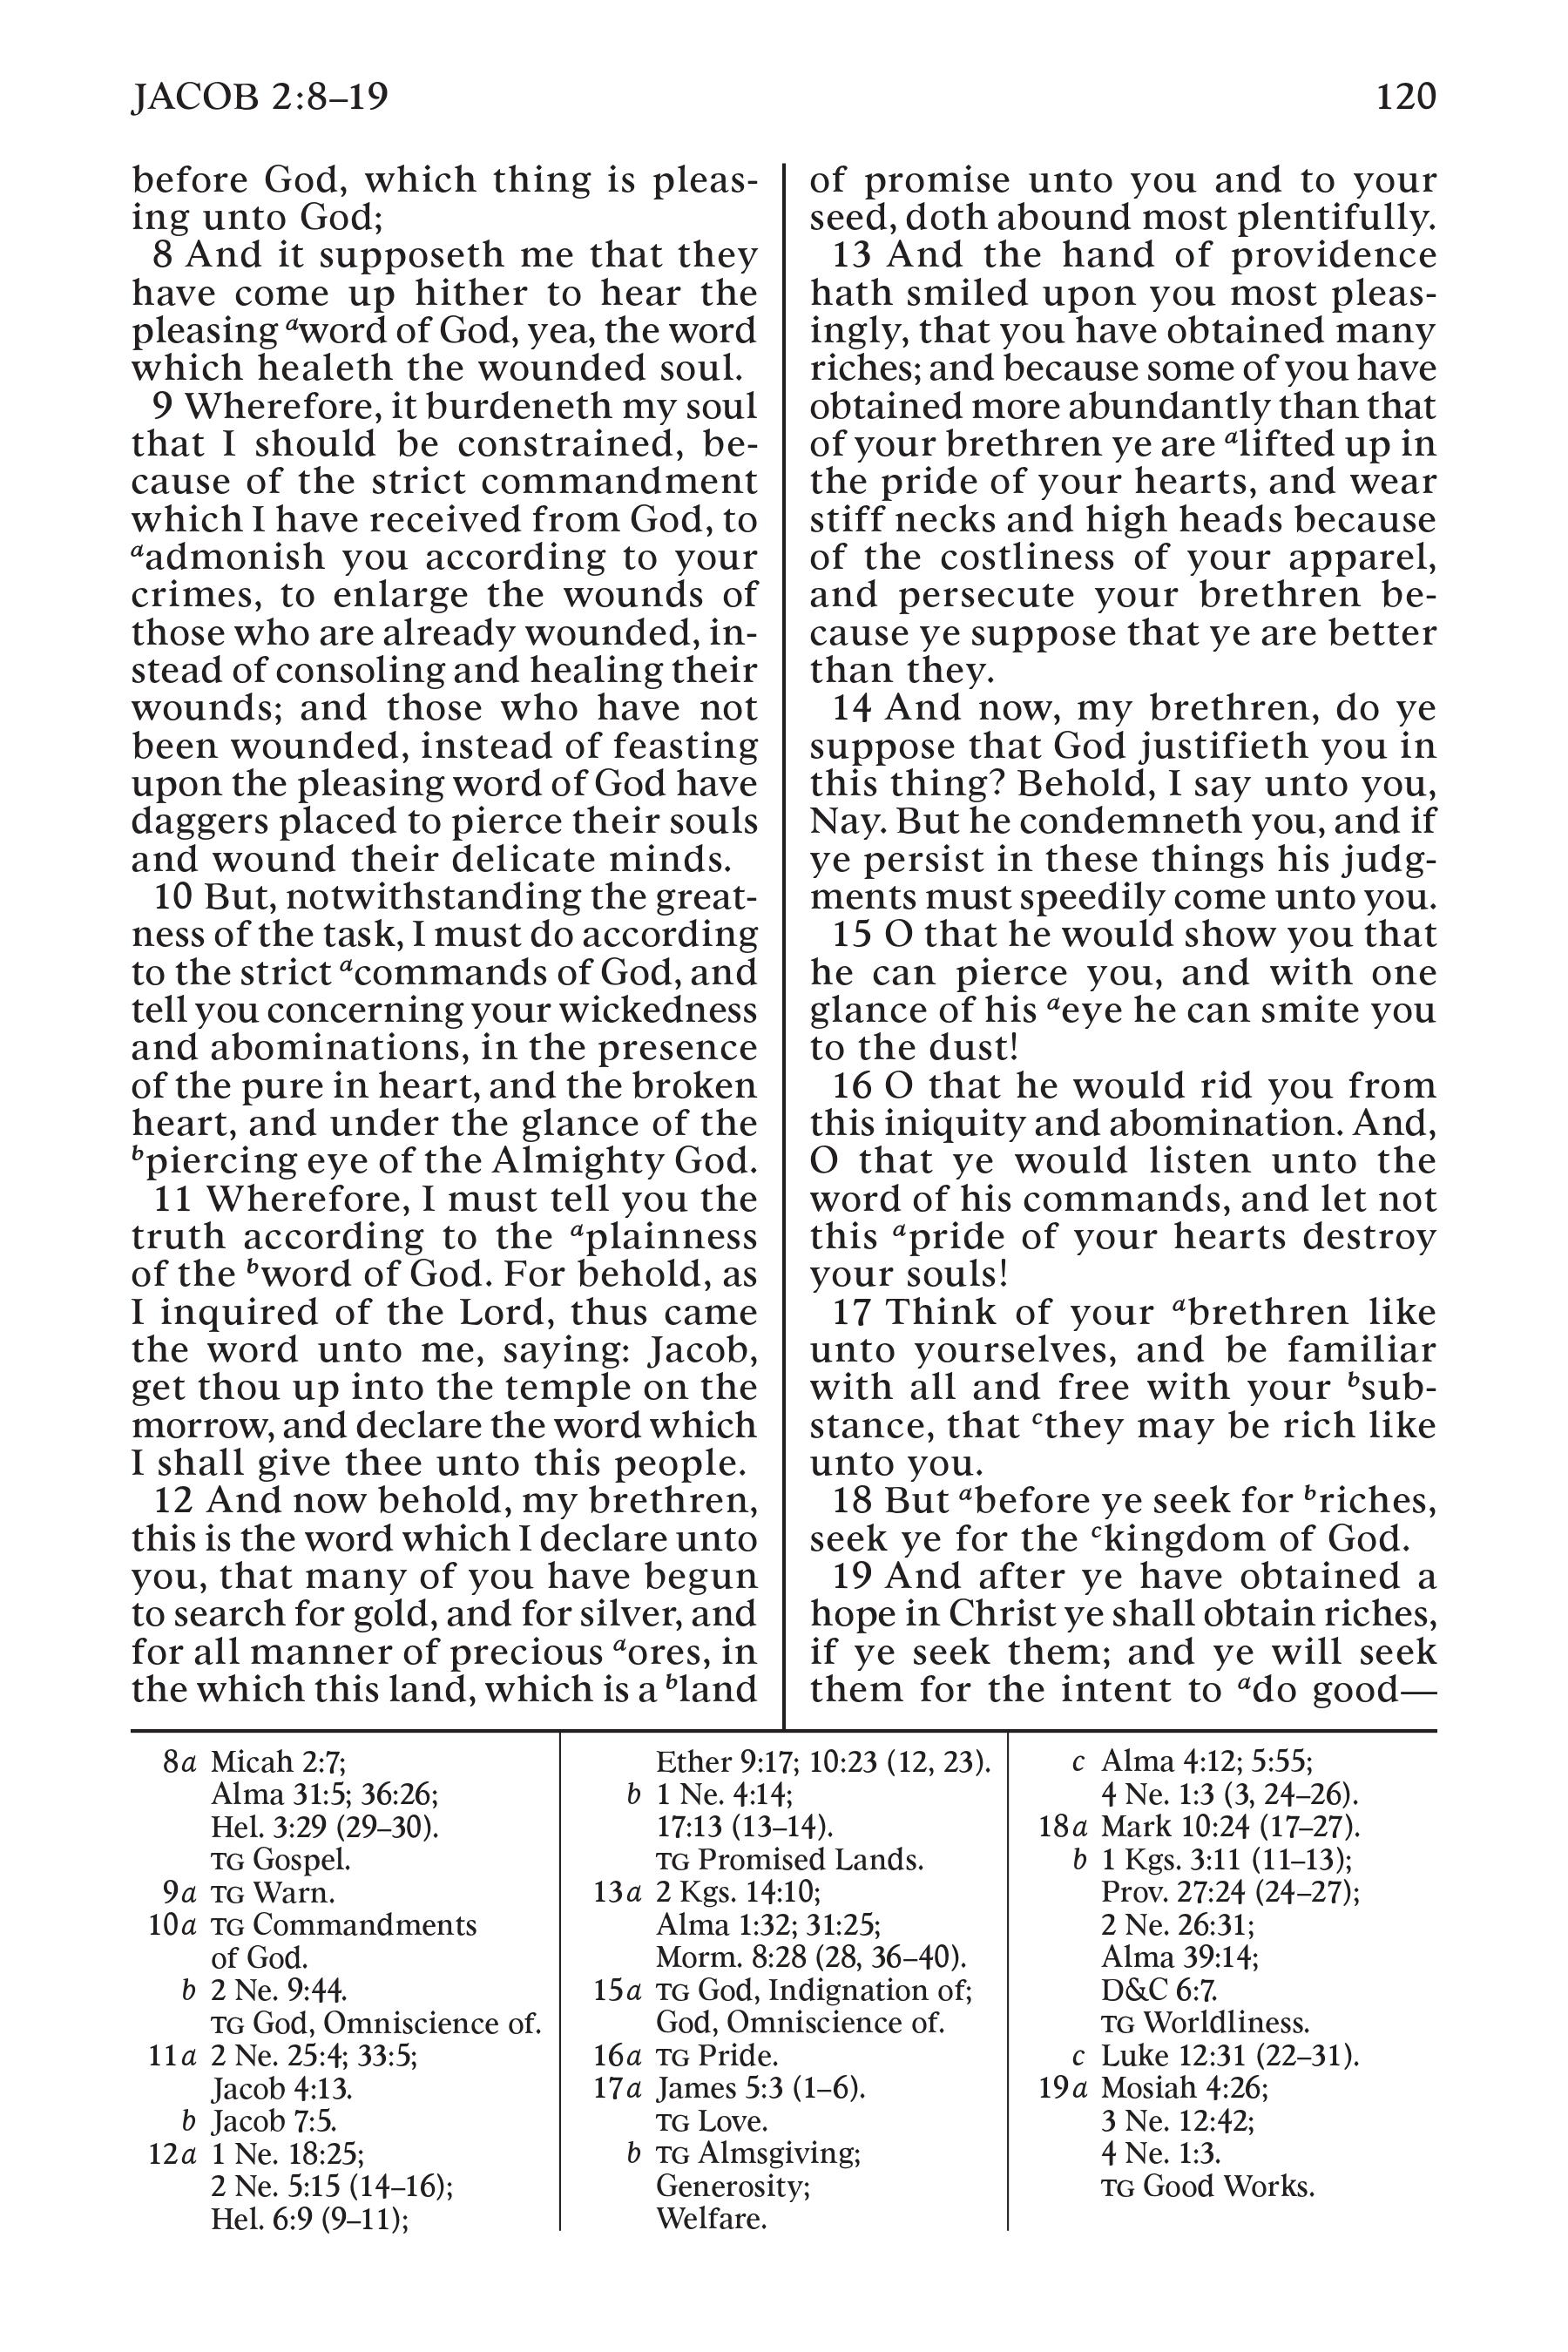 JACOB 2:8–19
120
before God, which thing is pleas-
ing unto God;
8 And it supposeth me that they
have come up hither to hear the
pleasing aword of God, yea, the word
which healeth the wounded soul.
9 Wherefore, it burdeneth my soul
that I should be constrained, be-
cause of the strict commandment
which I have received from God, to
aadmonish you according to your
crimes, to enlarge the wounds of
those who are already wounded, in-
stead of consoling and healing their
wounds; and those who have not
been wounded, instead of feasting
upon the pleasing word of God have
daggers placed to pierce their souls
and wound their delicate minds.
10 But, notwithstanding the great-
ness of the task, I must do according
to the strict acommands of God, and
tell you concerning your wickedness
and abominations, in the presence
of the pure in heart, and the broken
heart, and under the glance of the
bpiercing eye of the Almighty God.
11 Wherefore, I must tell you the
truth according to the aplainness
of the bword of God. For behold, as
I inquired of the Lord, thus came
the word unto me, saying: Jacob,
get thou up into the temple on the
morrow, and declare the word which
I shall give thee unto this people.
12 And now behold, my brethren,
this is the word which I declare unto
you, that many of you have begun
to search for gold, and for silver, and
for all manner of precious aores, in
the which this land, which is a bland
of promise unto you and to your
seed, doth abound most plentifully.
13 And the hand of providence
hath smiled upon you most pleas-
ingly, that you have obtained many
riches; and because some of you have
obtained more abundantly than that
of your brethren ye are alifted up in
the pride of your hearts, and wear
stiff necks and high heads because
of the costliness of your apparel,
and persecute your brethren be-
cause ye suppose that ye are better
than they.
14 And now, my brethren, do ye
suppose that God justifieth you in
this thing? Behold, I say unto you,
Nay. But he condemneth you, and if
ye persist in these things his judg-
ments must speedily come unto you.
15 O that he would show you that
he can pierce you, and with one
glance of his aeye he can smite you
to the dust!
16 O that he would rid you from
this iniquity and abomination. And,
O that ye would listen unto the
word of his commands, and let not
this apride of your hearts destroy
your souls!
17 Think of your abrethren like
unto yourselves, and be familiar
with all and free with your bsub-
stance, that cthey may be rich like
unto you.
18 But abefore ye seek for briches,
seek ye for the ckingdom of God.
19 And after ye have obtained a
hope in Christ ye shall obtain riches,
if ye seek them; and ye will seek
them for the intent to ado good—
8a Micah 2:7;
Alma 31:5; 36:26;
Hel. 3:29 (29–30).
TG Gospel.
9a TG Warn.
10a TG Commandments
of God.
b 2 Ne. 9:44.
TG God, Omniscience of.
11a 2 Ne. 25:4; 33:5;
Jacob 4:13.
b Jacob 7:5.
12a 1 Ne. 18:25;
2 Ne. 5:15 (14–16);
Hel. 6:9 (9–11);
Ether 9:17; 10:23 (12, 23).
b 1 Ne. 4:14;
17:13 (13–14).
TG Promised Lands.
13a 2 Kgs. 14:10;
Alma 1:32; 31:25;
Morm. 8:28 (28, 36–40).
15a TG God, Indignation of;
God, Omniscience of.
16a TG Pride.
17a James 5:3 (1–6).
TG Love.
b TG Almsgiving;
Generosity;
Welfare.
c Alma 4:12; 5:55;
4 Ne. 1:3 (3, 24–26).
18a Mark 10:24 (17–27).
b 1 Kgs. 3:11 (11–13);
Prov. 27:24 (24–27);
2 Ne. 26:31;
Alma 39:14;
D&C 6:7.
TG Worldliness.
c Luke 12:31 (22–31).
19a Mosiah 4:26;
3 Ne. 12:42;
4 Ne. 1:3.
TG Good Works.